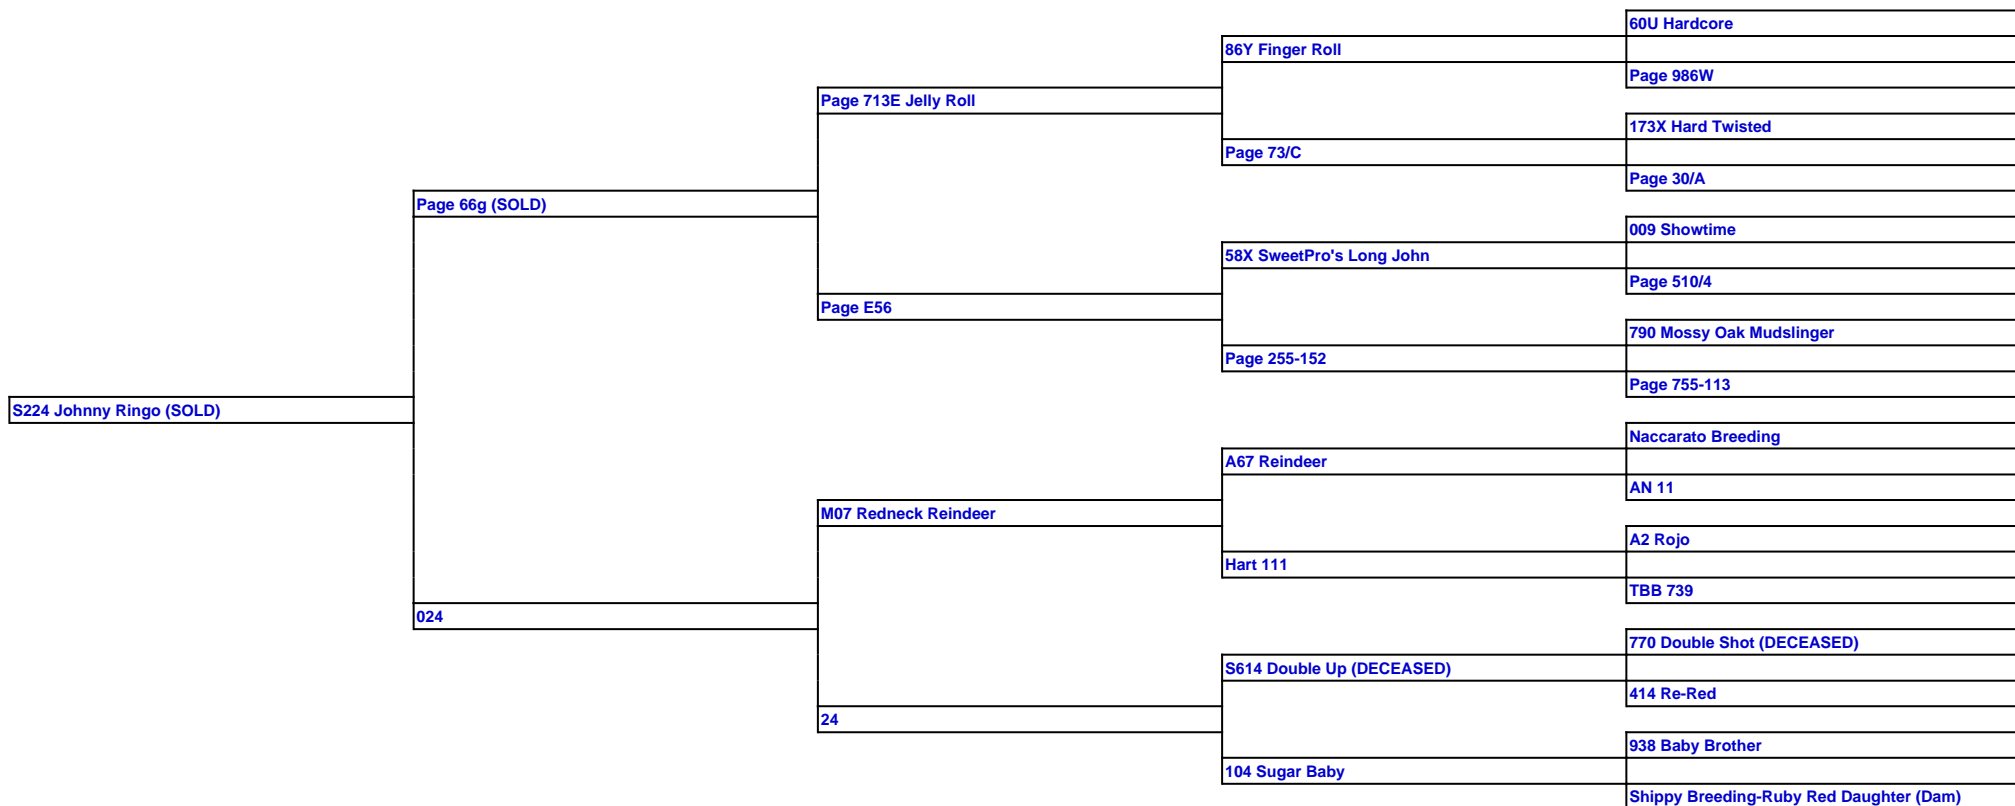 60U Hardcore
86Y Finger Roll
Page 986W
Page 713E Jelly Roll
173X Hard Twisted
Page 73/C
Page 30/A
Page 66g (SOLD)
009 Showtime
58X SweetPro's Long John
Page 510/4
Page E56
790 Mossy Oak Mudslinger
Page 255-152
Page 755-113
S224 Johnny Ringo (SOLD)
Naccarato Breeding
A67 Reindeer
AN 11
M07 Redneck Reindeer
A2 Rojo
Hart 111
TBB 739
024
770 Double Shot (DECEASED)
S614 Double Up (DECEASED)
414 Re-Red
24
938 Baby Brother
104 Sugar Baby
Shippy Breeding-Ruby Red Daughter (Dam)